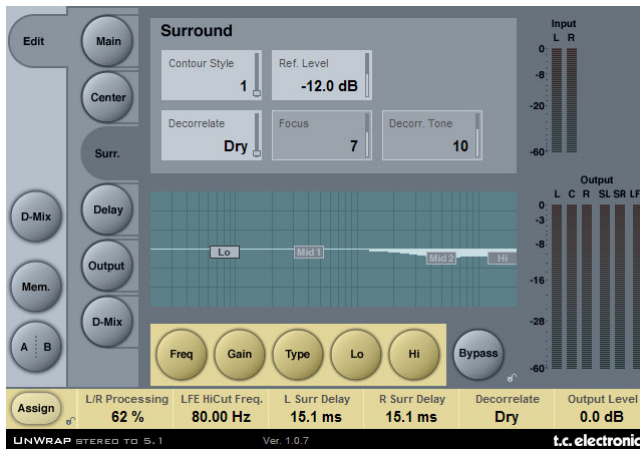 Edit
Main
Center
Surr.
Delay
Output
D-Mix
D-Mix
Mem.
A B
Surround
Contour Style
1
Ref. Level
-12.0 dB
Decorrelate
Dry
Focus
7
Decorr. Tone
10
Lo
Mid 1
Mid 2
Hi
Freq
Gain
Type
Lo
Hi
Bypass
Input
L R
0
-8
-20
-60
Output
L C R SL SR LF
0
-3
-8
-16
-28
-60
Assign
L/R Processing
62 %
LFE HiCut Freq.
80.00 Hz
L Surr Delay
15.1 ms
R Surr Delay
15.1 ms
Decorrelate
Dry
Output Level
0.0 dB
UNWRAP STEREO TO 5.1
Ver. 1.0.7
t.c. electronic